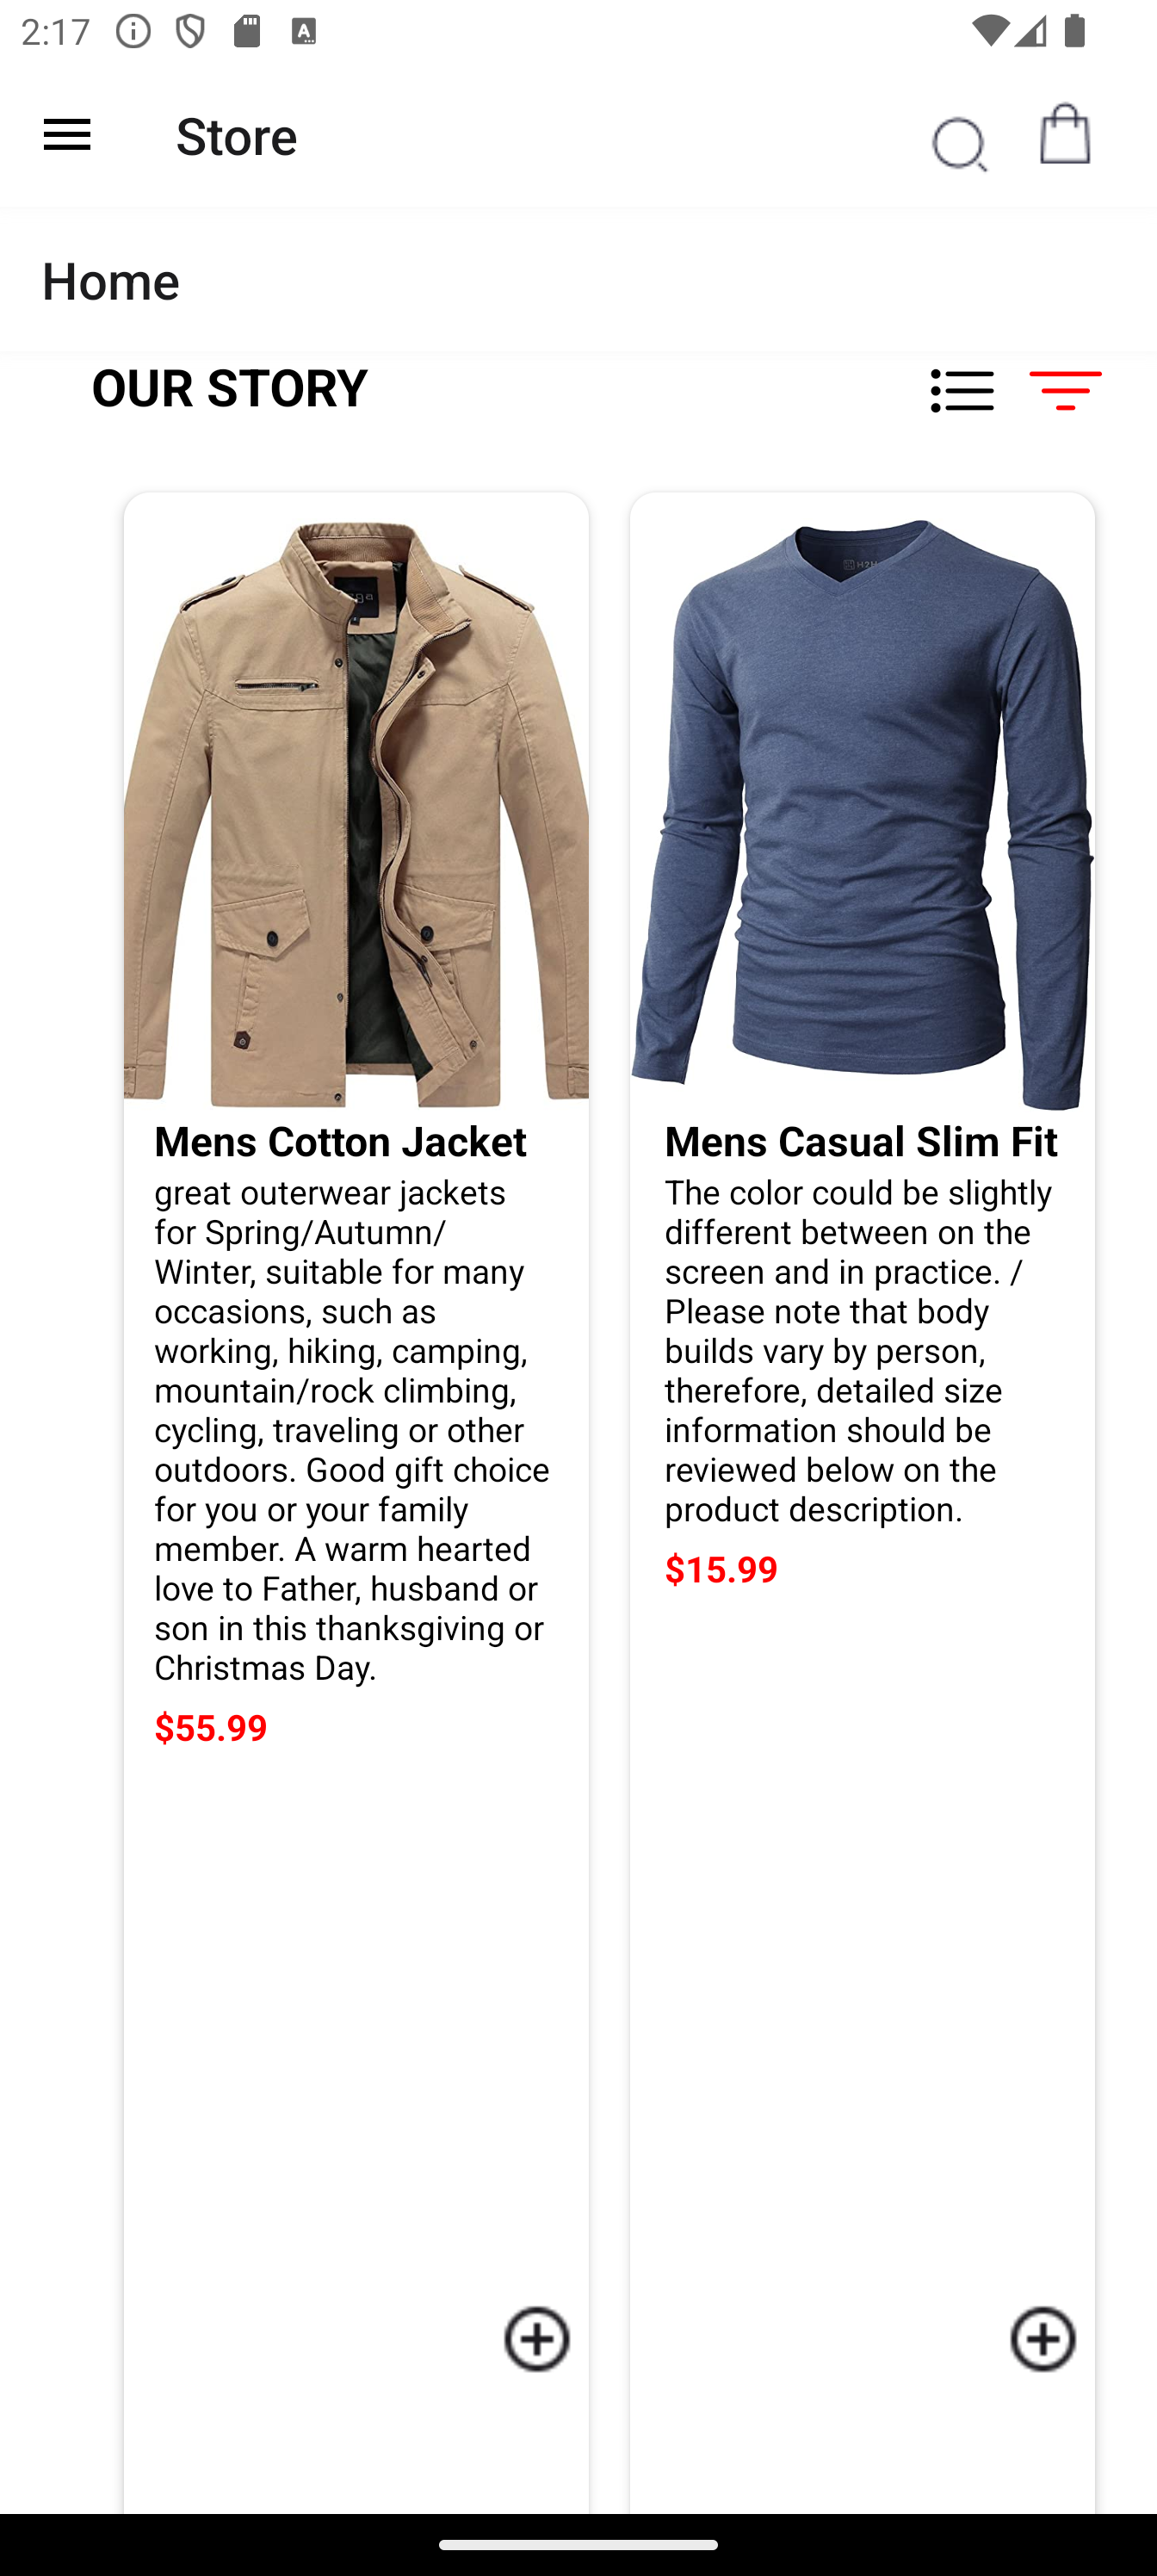 2:17
Store
Home
OUR STORY
Mens Cotton Jacket
great outerwear jackets
for Spring/Autumn/
Winter, suitable for many
occasions, such as
working, hiking, camping,
mountain/rock climbing,
cycling, traveling or other
outdoors. Good gift choice
for you or your family
member. A warm hearted
love to Father, husband or
son in this thanksgiving or
Christmas Day.
$55.99
Mens Casual Slim Fit
The color could be slightly
different between on the
screen and in practice. /
Please note that body
builds vary by person,
therefore, detailed size
information should be
reviewed below on the
product description.
$15.99